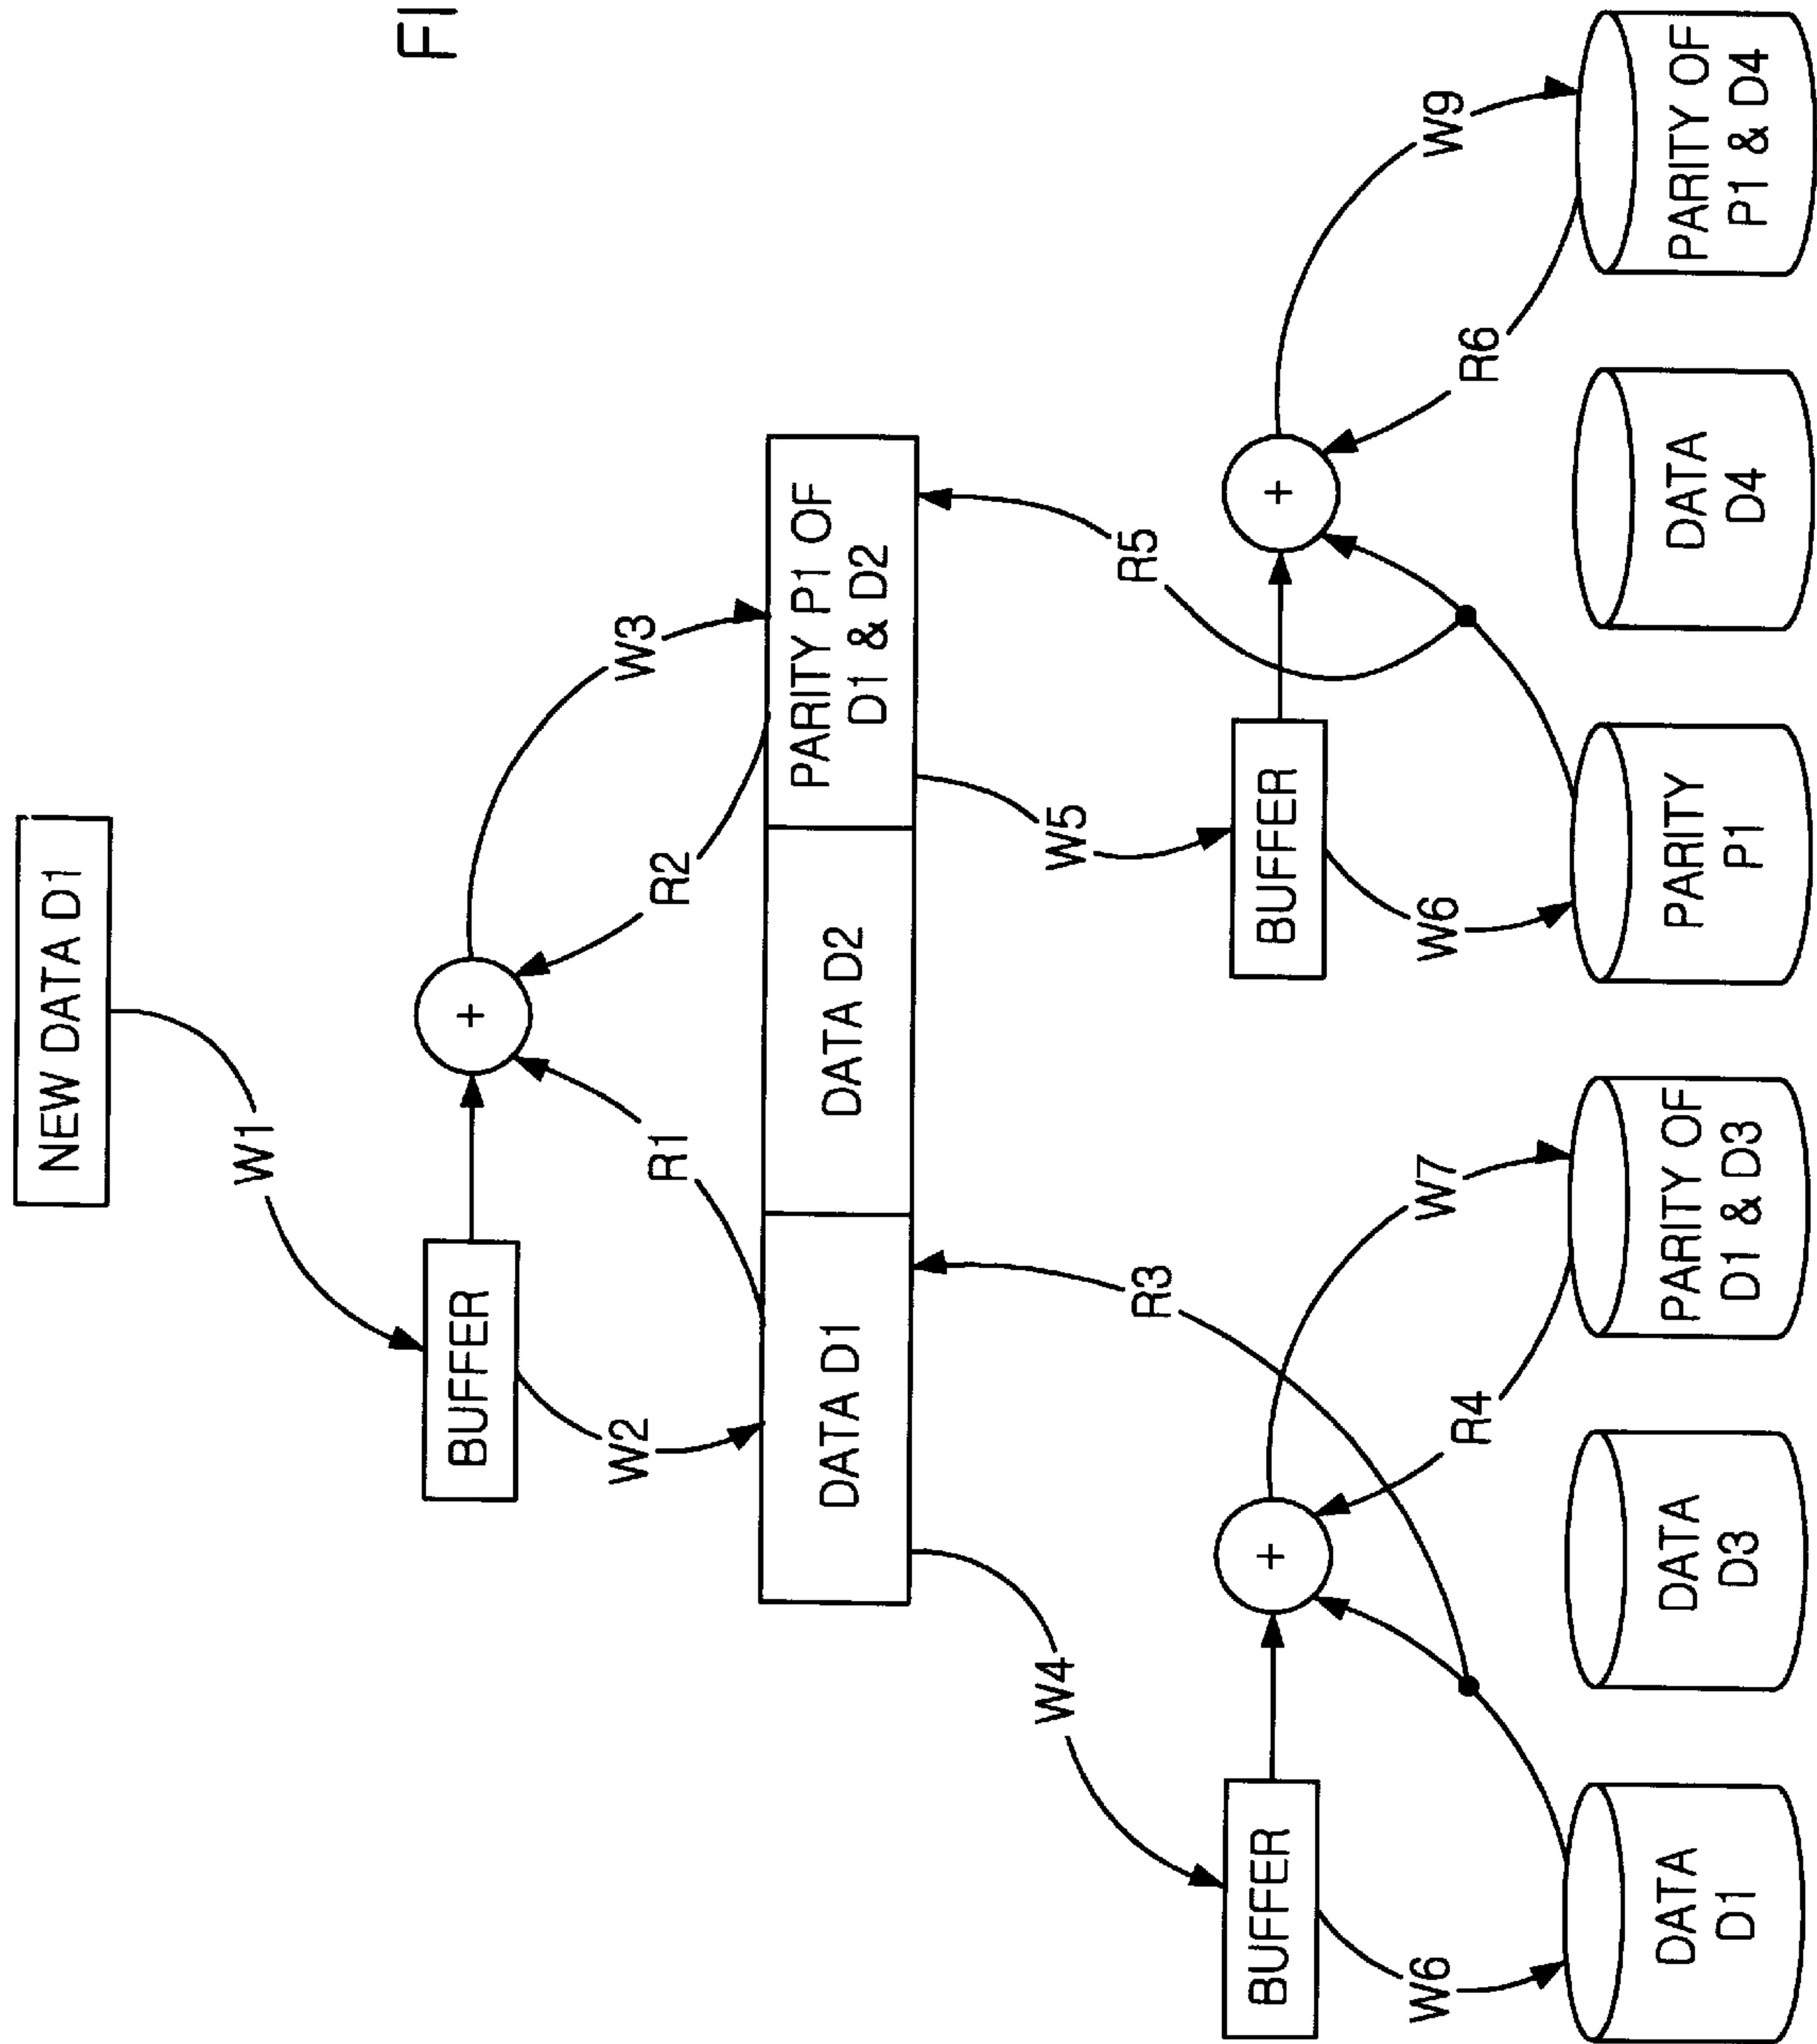 FI
NEW DATA D1
W1
BUFFER
+
W2
R1
R2
W3
DATA D1
DATA D2
PARITY P1 OF
D1 & D2
W4
R3
W5
R5
BUFFER
+
BUFFER
+
W6
R4
W7
W6
R6
W9
DATA
D1
DATA
D3
PARITY OF
D1 & D3
PARITY
P1
DATA
D4
PARITY OF
P1 & D4